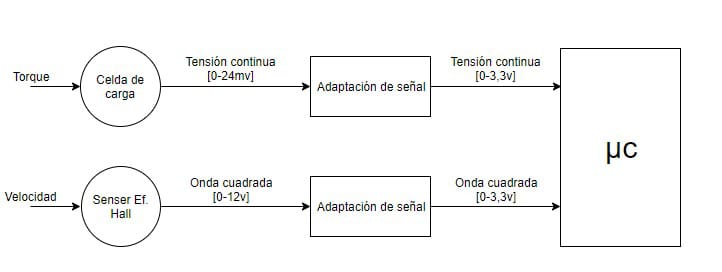 Torque
Celda de
carga
Tensión continua
[0-24mv]
Adaptación de señal
Tensión continua
[0-3,3v]
µc
Velocidad
Senser Ef.
Hall
Onda cuadrada
[0-12v]
Adaptación de señal
Onda cuadrada
[0-3,3v]